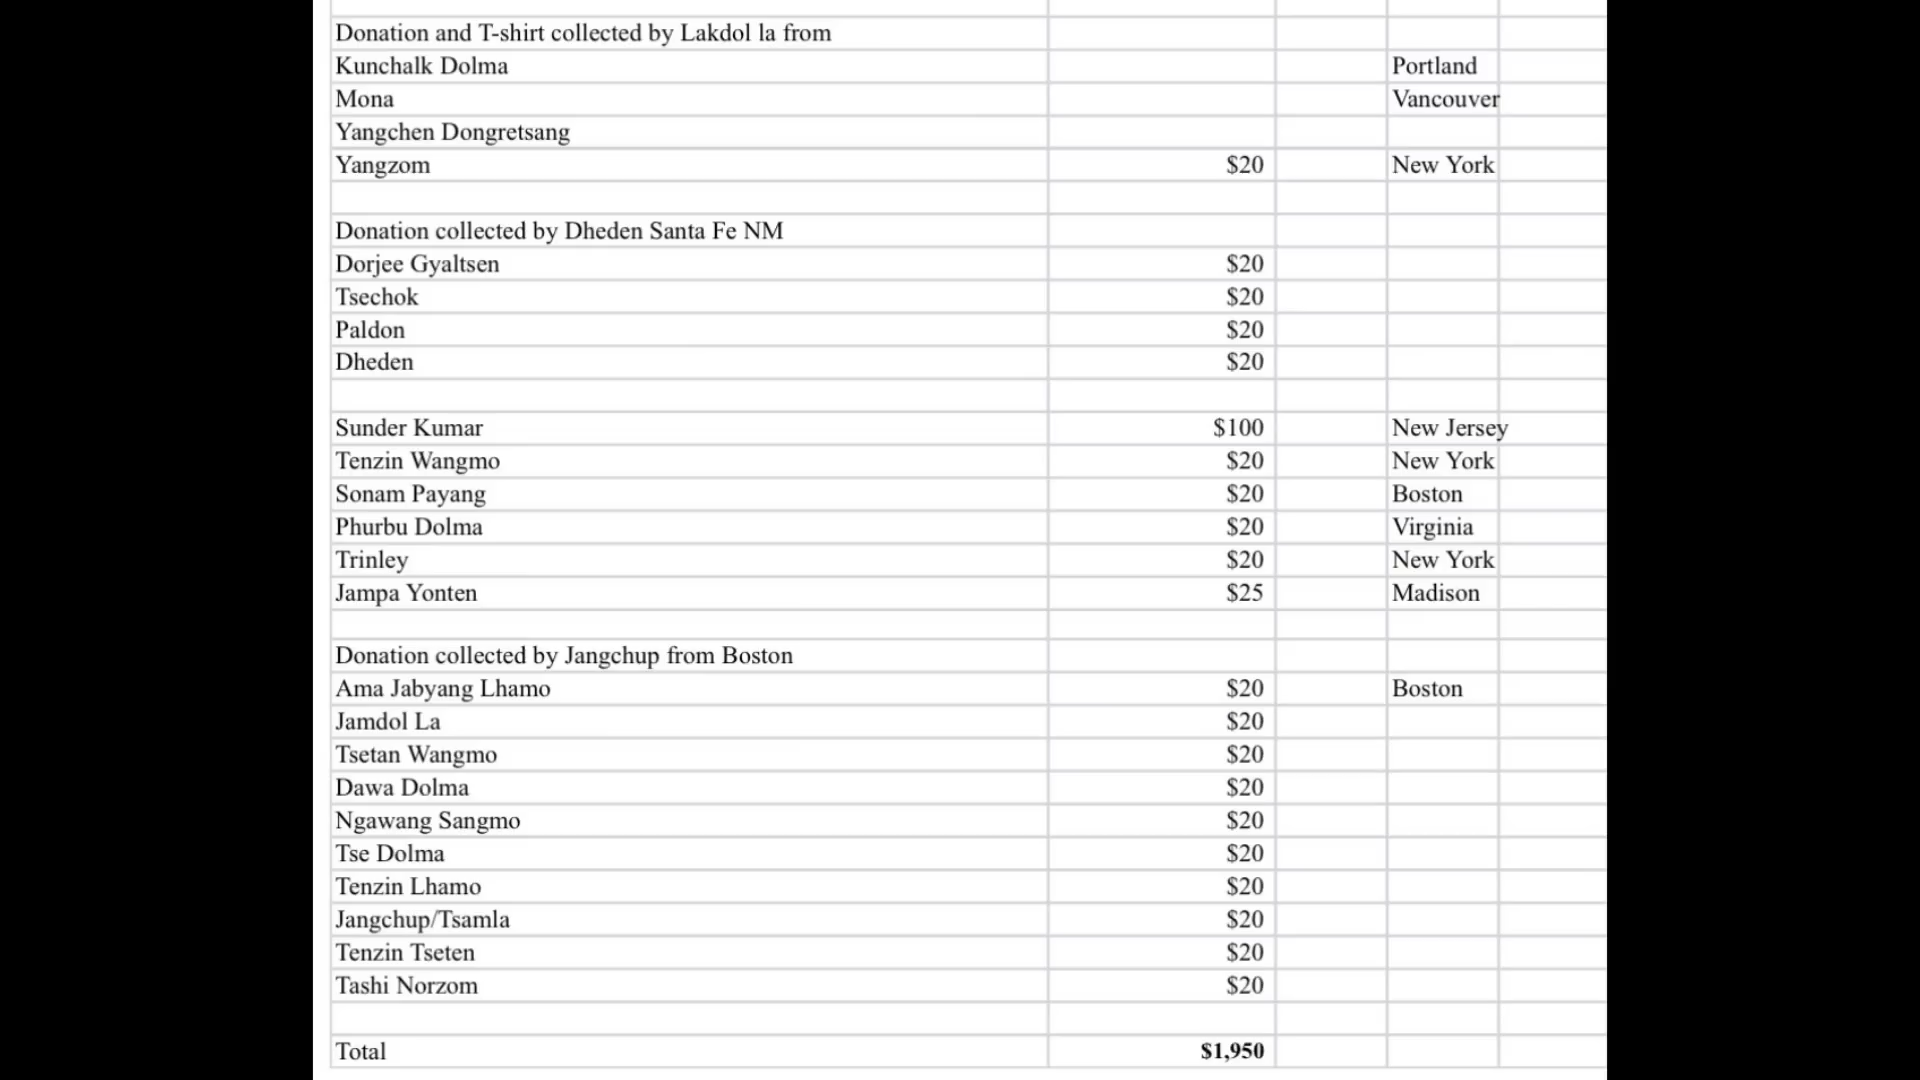 Donation and T-shirt collected by Lakdol la from
Kunchalk Dolma Portland
Mona Vancouver
Yangchen Dongretsang
Yangzom $20 New York
Donation collected by Dheden Santa Fe NM
Dorjee Gyaltsen $20
Tsechok $20
Paldon $20
Dheden $20
Sunder Kumar $100 New Jersey
Tenzin Wangmo $20 New York
Sonam Payang $20 Boston
Phurbu Dolma $20 Virginia
Trinley $20 New York
Jampa Yonten $25 Madison
Donation collected by Jangchup from Boston
Ama Jabyang Lhamo $20 Boston
Jamdol La $20
Tsetan Wangmo $20
Dawa Dolma $20
Ngawang Sangmo $20
Tse Dolma $20
Tenzin Lhamo $20
Jangchup/Tsamla $20
Tenzin Tseten $20
Tashi Norzom $20
Total $1,950